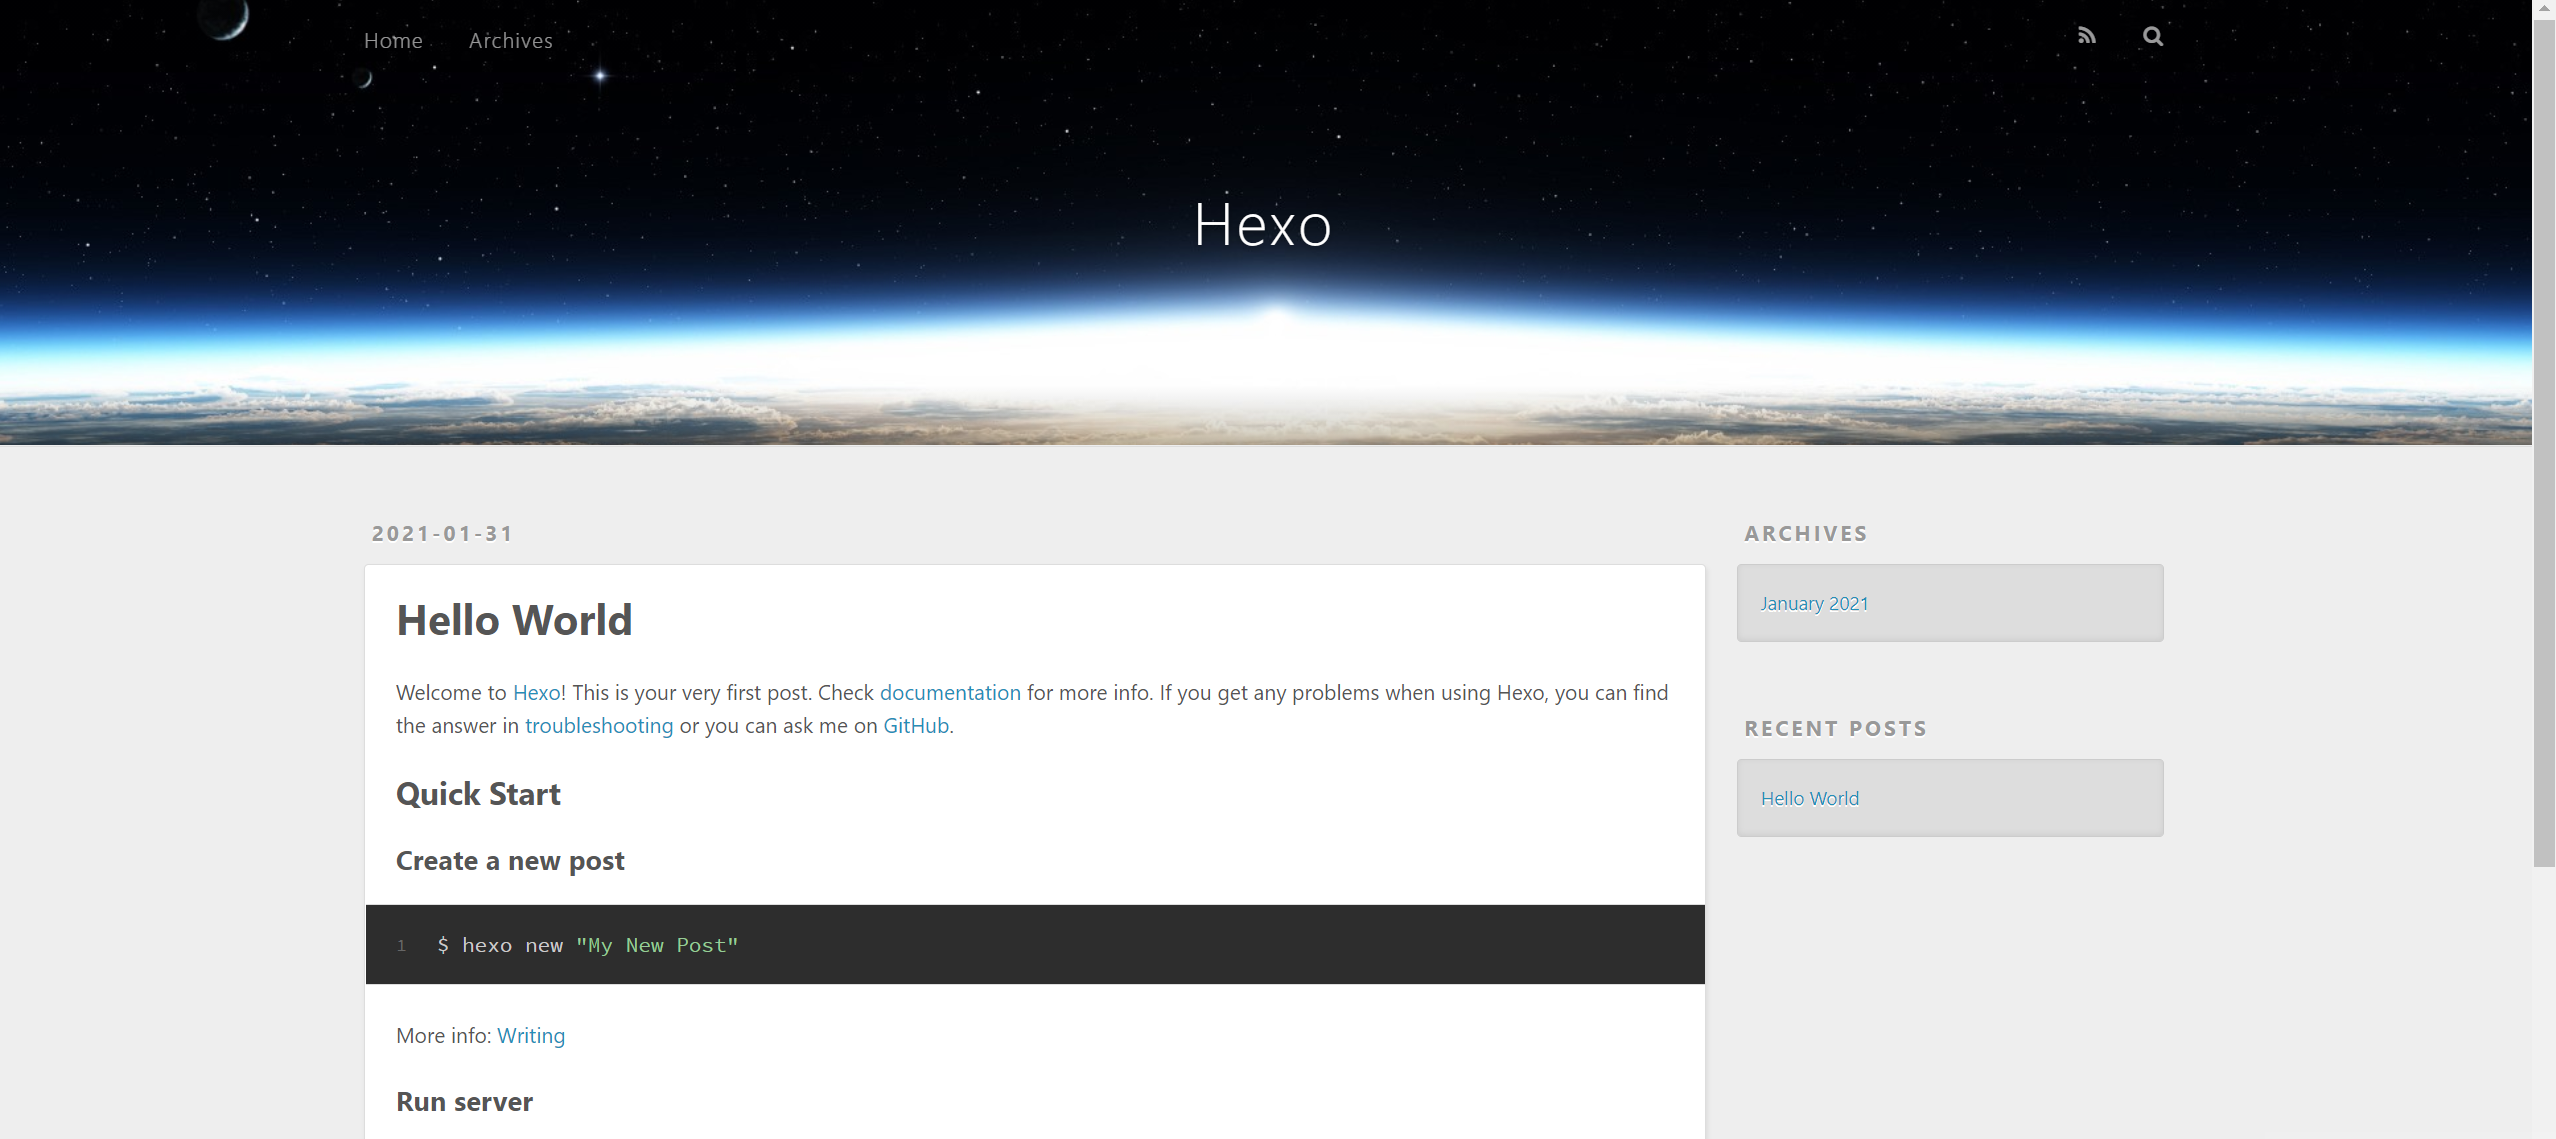 Home Archives
Hexo
2021-01-31
Hello World
Welcome to Hexo! This is your very first post. Check documentation for more info. If you get any problems when using Hexo, you can find
the answer in troubleshooting or you can ask me on GitHub.
Quick Start
Create a new post
1 $ hexo new "My New Post"
More info: Writing
Run server
ARCHIVES
January 2021
RECENT POSTS
Hello World